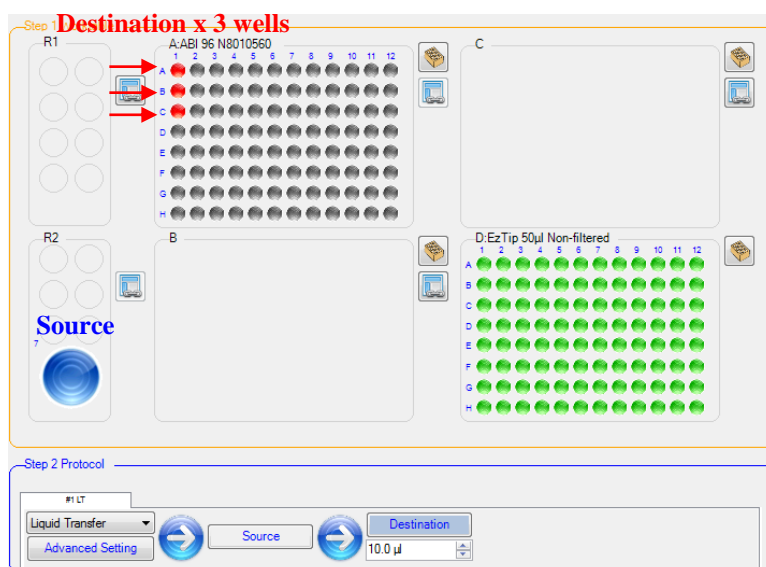 Step 1
Destination x 3 wells
R1
A:ABI 96 N8010560
1 2 3 4 5 6 7 8 9 10 11 12
A
B
C
D
E
F
G
H
C
R2
Source
7
B
D:EzTip 50µl Non-filtered
1 2 3 4 5 6 7 8 9 10 11 12
A
B
C
D
E
F
G
H
Step 2 Protocol
#1 LT
Liquid Transfer
Advanced Setting
Source
Destination
10.0 µl